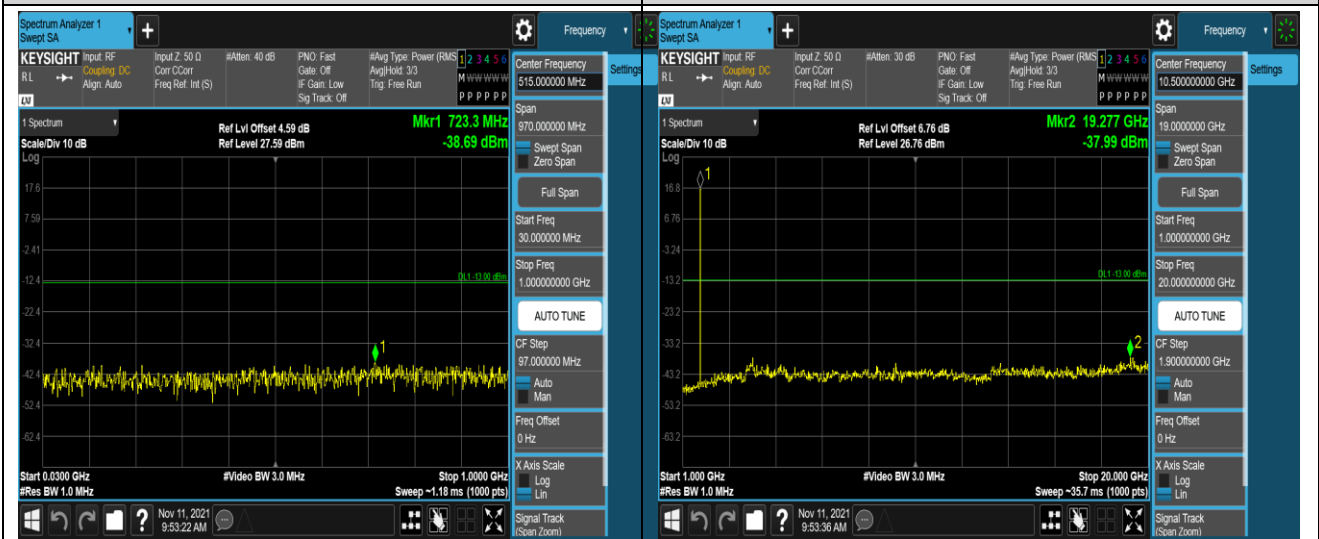 Spectrum Analyzer 1
Swept SA
+
Frequency
KEYSIGHT
RL
LXI
Input: RF
Coupling: DC
Align: Auto
Input Z: 50 Ω
Corr CCorr
Freq Ref: Int (S)
#Atten: 40 dB
PNO: Fast
Gate: Off
IF Gain: Low
Sig Track: Off
#Avg Type: Power (RMS
Avg|Hold: 3/3
Trig: Free Run
1 2 3 4 5 6
M W W W W W
P P P P P P
1 Spectrum
Scale/Div 10 dB
Log
Ref Lvl Offset 4.59 dB
Ref Level 27.59 dBm
Mkr1 723.3 MHz
-38.69 dBm
17.6
7.59
-2.41
-12.4
-22.4
-32.4
-42.4
-52.4
-62.4
DL1 -13.00 dBm
1
Start 0.0300 GHz
#Res BW 1.0 MHz
#Video BW 3.0 MHz
Stop 1.0000 GHz
Sweep ~1.18 ms (1000 pts)
Nov 11, 2021
9:53:22 AM
Center Frequency
515.000000 MHz
Span
970.000000 MHz
Swept Span
Zero Span
Full Span
Start Freq
30.000000 MHz
Stop Freq
1.000000000 GHz
AUTO TUNE
CF Step
97.000000 MHz
Auto
Man
Freq Offset
0 Hz
X Axis Scale
Log
Lin
Signal Track
(Span Zoom)
Settings
Spectrum Analyzer 1
Swept SA
+
Frequency
KEYSIGHT
RL
LXI
Input: RF
Coupling: DC
Align: Auto
Input Z: 50 Ω
Corr CCorr
Freq Ref: Int (S)
#Atten: 40 dB
PNO: Fast
Gate: Off
IF Gain: Low
Sig Track: Off
#Avg Type: Power (RMS
Avg|Hold: 3/3
Trig: Free Run
1 2 3 4 5 6
M W W W W W
P P P P P P
1 Spectrum
Scale/Div 10 dB
Log
Ref Lvl Offset 6.76 dB
Ref Level 26.76 dBm
Mkr2 19.277 GHz
-37.99 dBm
16.8
6.76
-3.24
-13.2
-23.2
-33.2
-43.2
-53.2
-63.2
DL1 -13.00 dBm
1
2
Start 1.000 GHz
#Res BW 1.0 MHz
#Video BW 3.0 MHz
Stop 20.000 GHz
Sweep ~35.7 ms (1000 pts)
Nov 11, 2021
9:53:36 AM
Center Frequency
10.500000000 GHz
Span
19.0000000 GHz
Swept Span
Zero Span
Full Span
Start Freq
1.000000000 GHz
Stop Freq
20.000000000 GHz
AUTO TUNE
CF Step
1.900000000 GHz
Auto
Man
Freq Offset
0 Hz
X Axis Scale
Log
Lin
Signal Track
(Span Zoom)
Settings